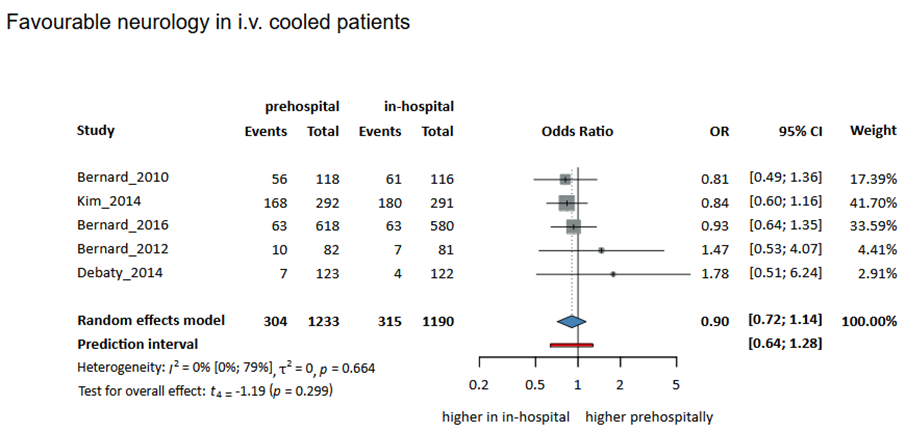 Favourable neurology in i.v. cooled patients
prehospital in-hospital
Study Events Total Events Total Odds Ratio OR 95% CI Weight
Bernard_2010 56 118 61 116 0.81 [0.49; 1.36] 17.39%
Kim_2014 168 292 180 291 0.84 [0.60; 1.16] 41.70%
Bernard_2016 63 618 63 580 0.93 [0.64; 1.35] 33.59%
Bernard_2012 10 82 7 81 1.47 [0.53; 4.07] 4.41%
Debaty_2014 7 123 4 122 1.78 [0.51; 6.24] 2.91%
Random effects model 304 1233 315 1190 0.90 [0.72; 1.14] 100.00%
Prediction interval [0.64; 1.28]
Heterogeneity: I² = 0% [0%; 79%], τ² = 0, p = 0.664
Test for overall effect: t₄ = -1.19 (p = 0.299)
0.2 0.5 1 2 5
higher in in-hospital higher prehospitally